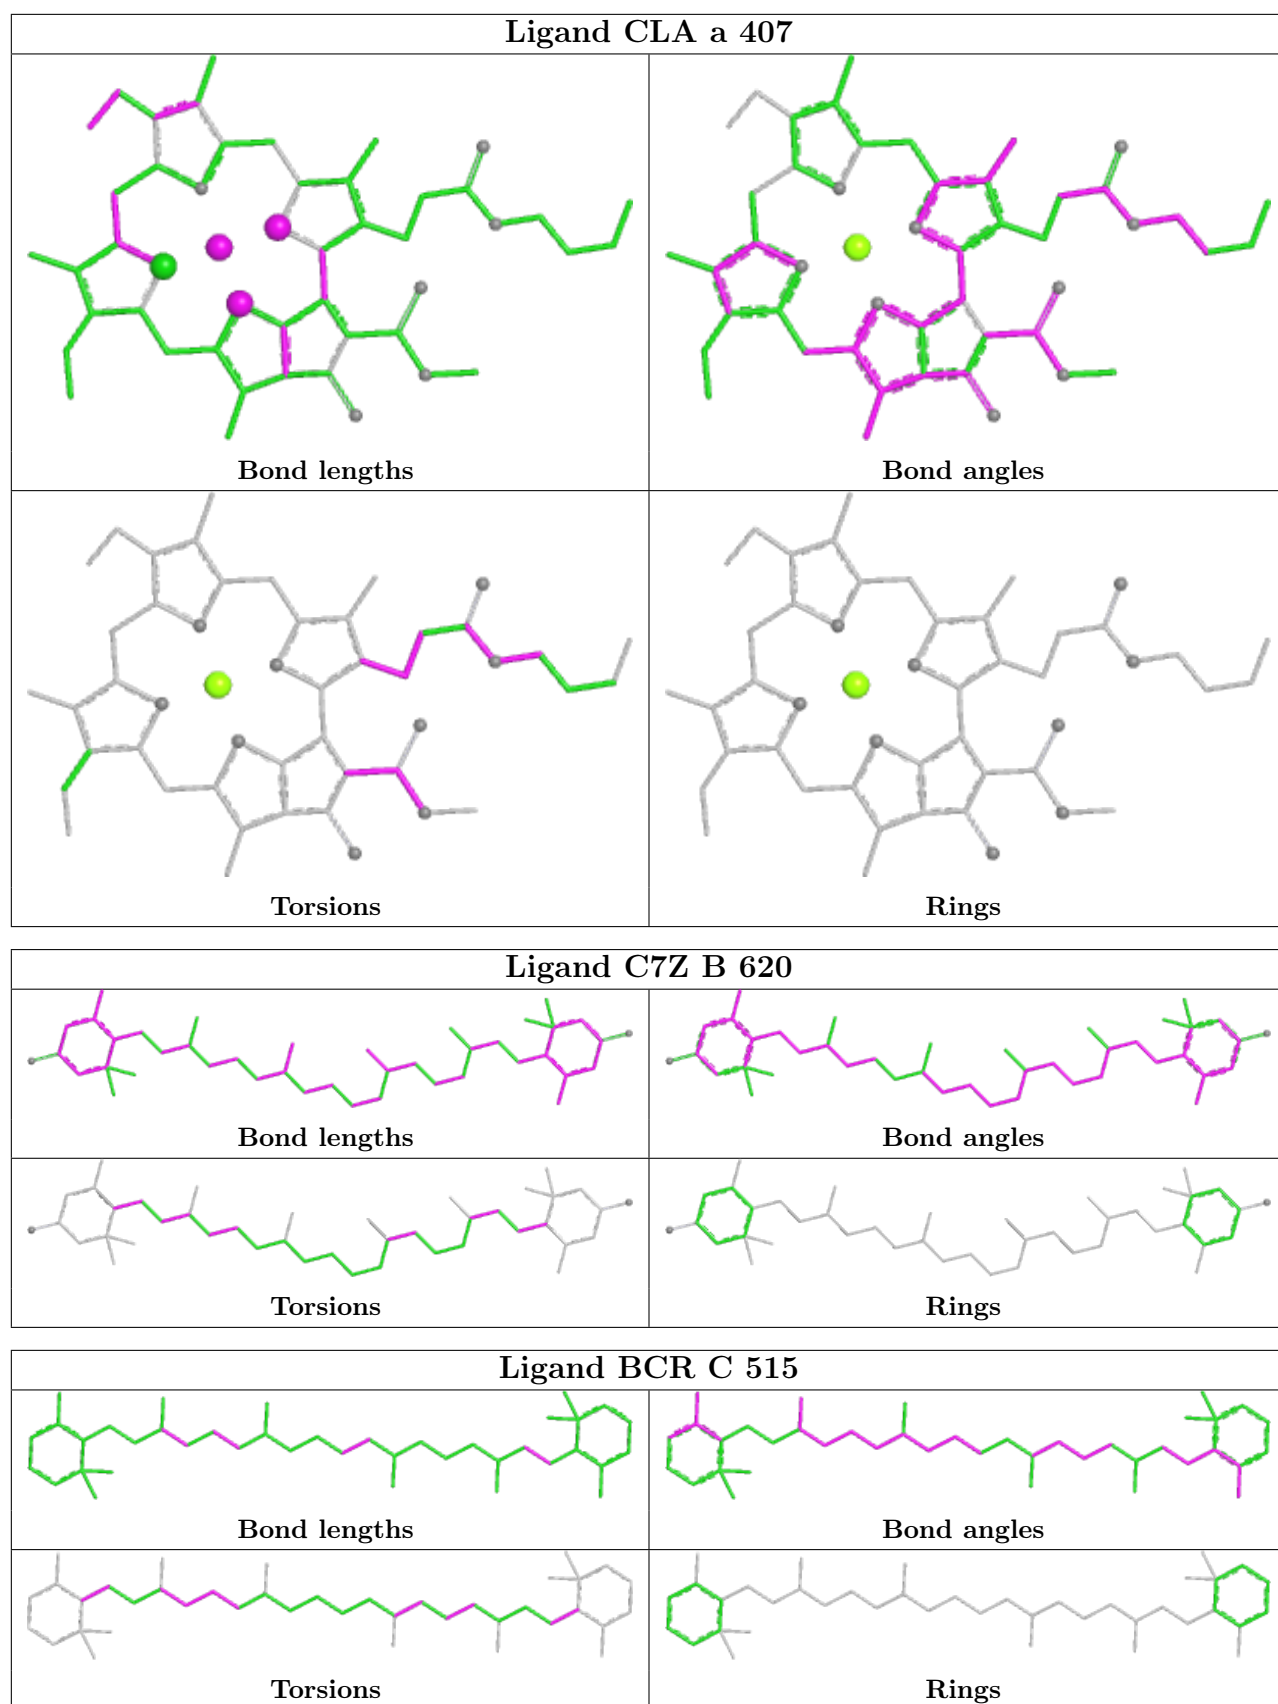 Ligand CLA a 407
Bond lengths
Bond angles
Torsions
Rings
Ligand C7Z B 620
Bond lengths
Bond angles
Torsions
Rings
Ligand BCR C 515
Bond lengths
Bond angles
Torsions
Rings